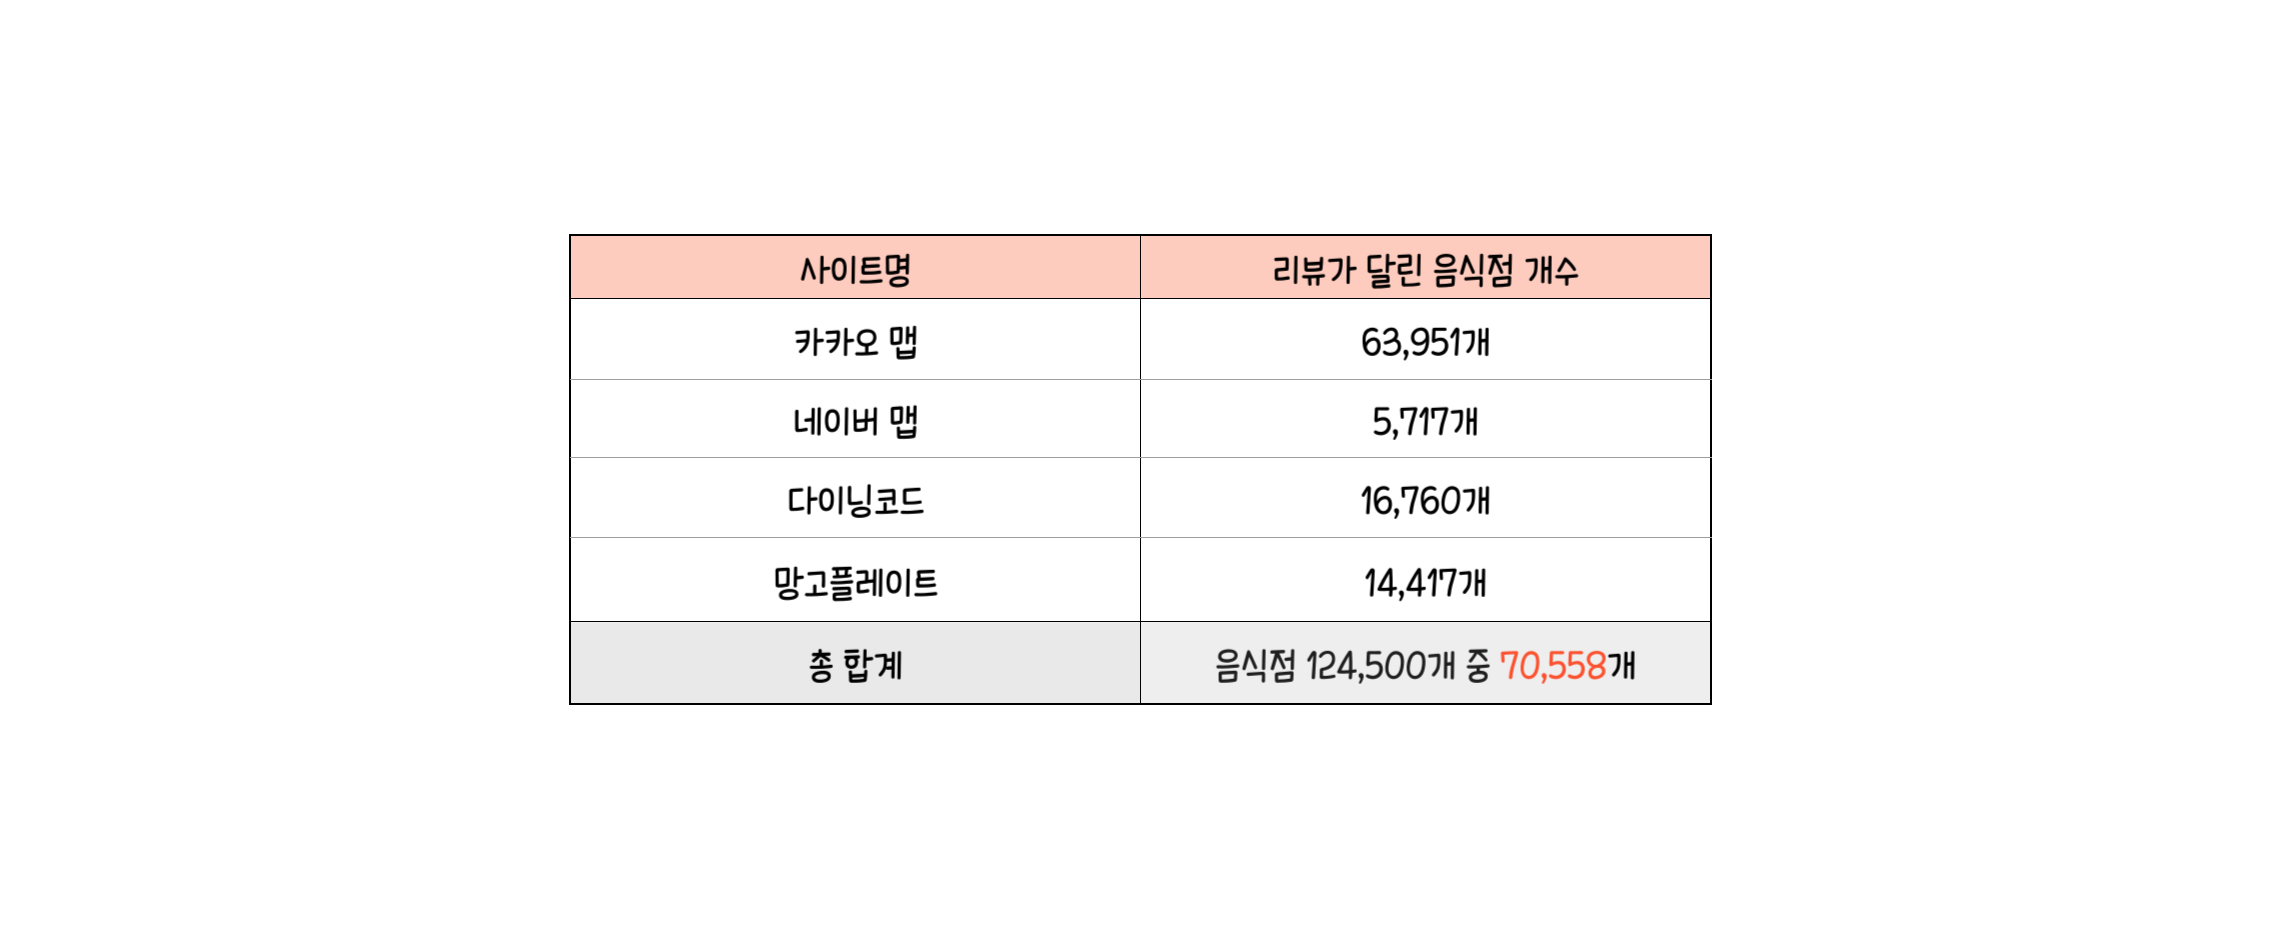 사이트명 리뷰가 달린 음식점 개수
카카오 맵 63,951개
네이버 맵 5,717개
다이닝코드 16,760개
망고플레이트 14,417개
총 합계 음식점 124,500개 중 70,558개